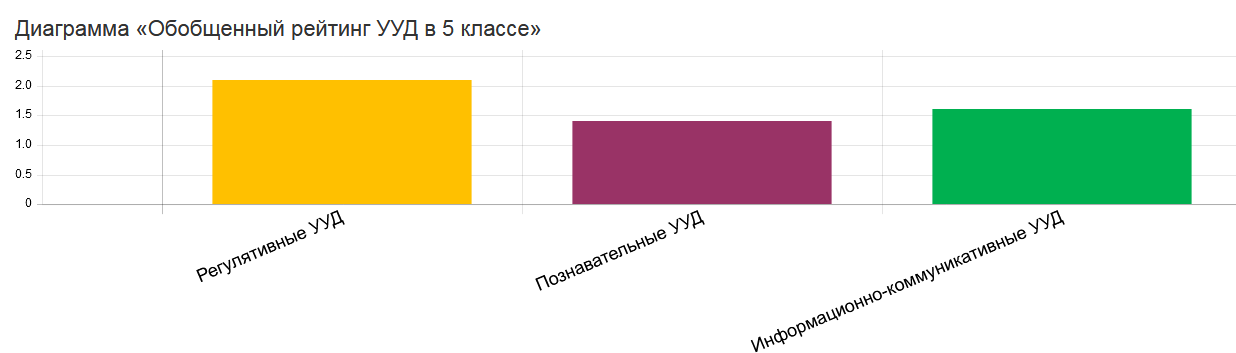 Диаграмма «Обобщенный рейтинг УУД в 5 классе»
2.5
2.0
1.5
1.0
0.5
0
Регулятивные УУД
Познавательные УУД
Информационно-коммуникативные УУД